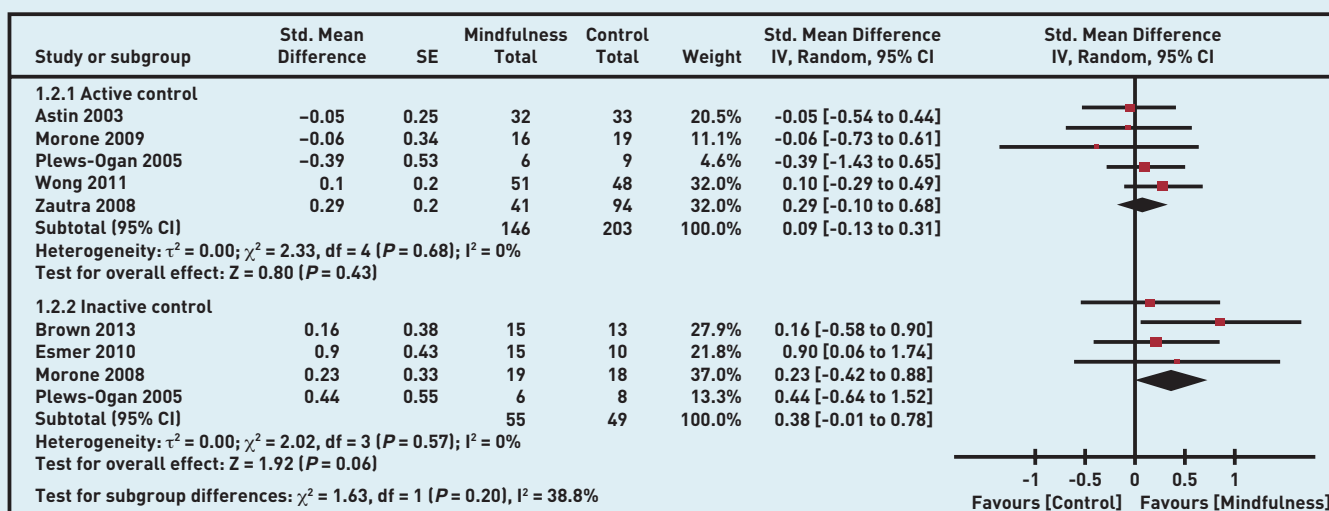 Std. Mean Mindfulness Control Std. Mean Difference Std. Mean Difference
Study or subgroup Difference SE Total Total Weight IV, Random, 95% CI IV, Random, 95% CI
1.2.1 Active control
Astin 2003 −0.05 0.25 32 33 20.5% -0.05 [-0.54 to 0.44]
Morone 2009 −0.06 0.34 16 19 11.1% -0.06 [-0.73 to 0.61]
Plews-Ogan 2005 −0.39 0.53 6 9 4.6% -0.39 [-1.43 to 0.65]
Wong 2011 0.1 0.2 51 48 32.0% 0.10 [-0.29 to 0.49]
Zautra 2008 0.29 0.2 41 94 32.0% 0.29 [-0.10 to 0.68]
Subtotal (95% CI) 146 203 100.0% 0.09 [-0.13 to 0.31]
Heterogeneity: τ² = 0.00; χ² = 2.33, df = 4 (P = 0.68); I² = 0%
Test for overall effect: Z = 0.80 (P = 0.43)
1.2.2 Inactive control
Brown 2013 0.16 0.38 15 13 27.9% 0.16 [-0.58 to 0.90]
Esmer 2010 0.9 0.43 15 10 21.8% 0.90 [0.06 to 1.74]
Morone 2008 0.23 0.33 19 18 37.0% 0.23 [-0.42 to 0.88]
Plews-Ogan 2005 0.44 0.55 6 8 13.3% 0.44 [-0.64 to 1.52]
Subtotal (95% CI) 55 49 100.0% 0.38 [-0.01 to 0.78]
Heterogeneity: τ² = 0.00; χ² = 2.02, df = 3 (P = 0.57); I² = 0%
Test for overall effect: Z = 1.92 (P = 0.06)
Test for subgroup differences: χ² = 1.63, df = 1 (P = 0.20), I² = 38.8%
-1 -0.5 0 0.5 1
Favours [Control] Favours [Mindfulness]